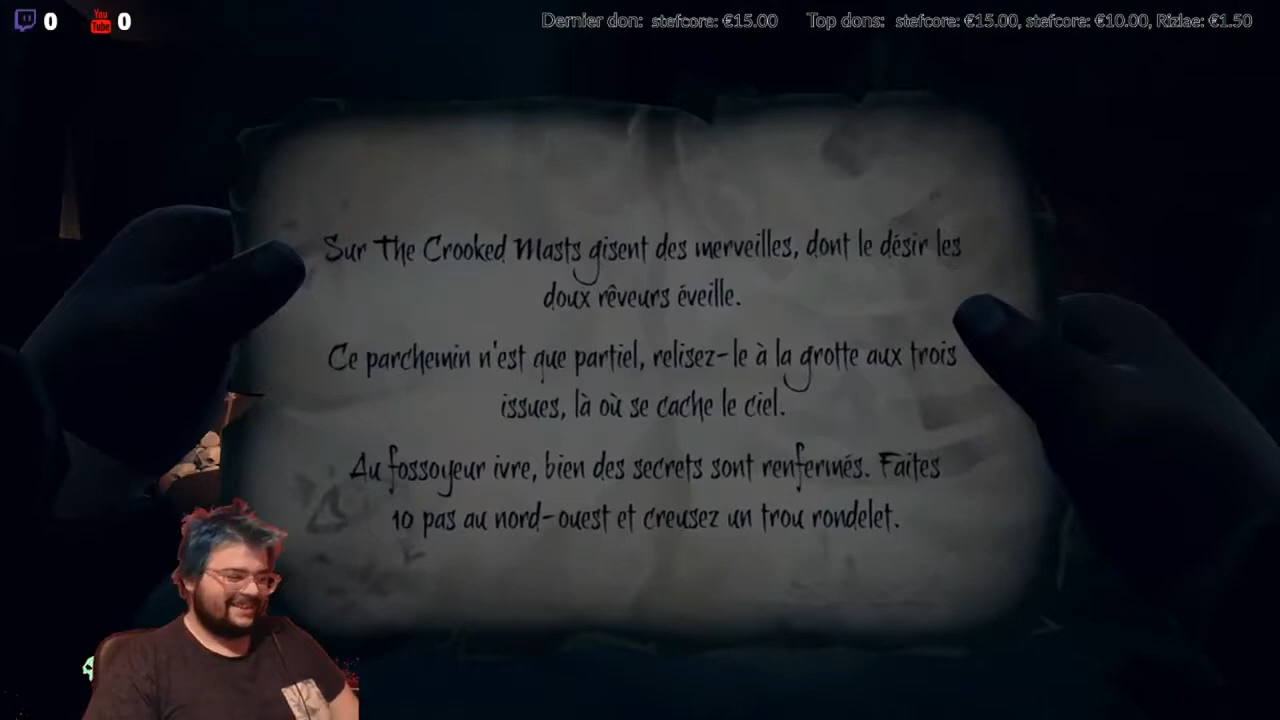 0 0 Dernier don: stefcore: €15.00 Top dons: stefcore: €15.00, stefcore: €10.00, Rizlae: €1.50
You
Tube
Sur The Crooked Masts gisent des merveilles, dont le désir les
doux rêveurs éveille.
Ce parchemin n'est que partiel, relisez-le à la grotte aux trois
issues, là où se cache le ciel.
Au fossoyeur ivre, bien des secrets sont renfermés. Faites
10 pas au nord-ouest et creusez un trou rondelet.